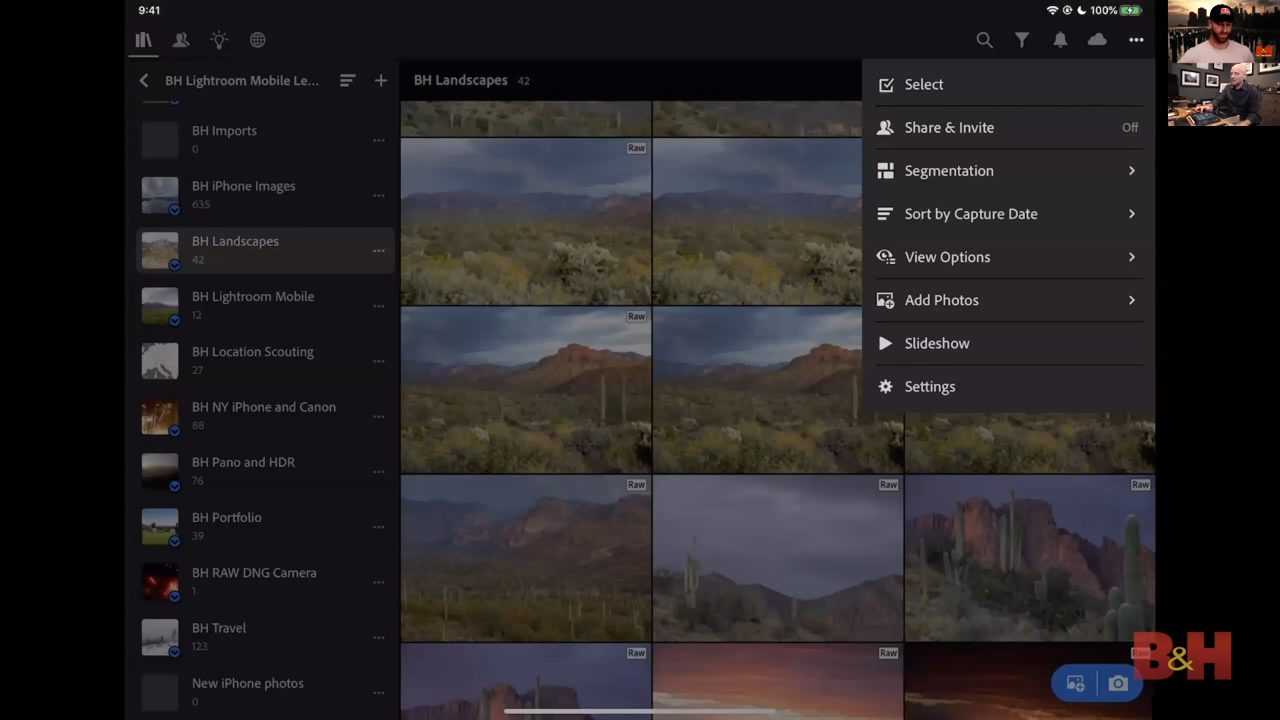 9:41
100%
BH Lightroom Mobile Le...
BH Landscapes 42
BH Imports
0
BH iPhone Images
635
BH Landscapes
42
BH Lightroom Mobile
12
BH Location Scouting
27
BH NY iPhone and Canon
88
BH Pano and HDR
76
BH Portfolio
39
BH RAW DNG Camera
1
BH Travel
123
New iPhone photos
0
Raw
Raw
Raw
Raw
Raw
Raw
Raw
Raw
Select
Share & Invite Off
Segmentation
Sort by Capture Date
View Options
Add Photos
Slideshow
Settings
B&H